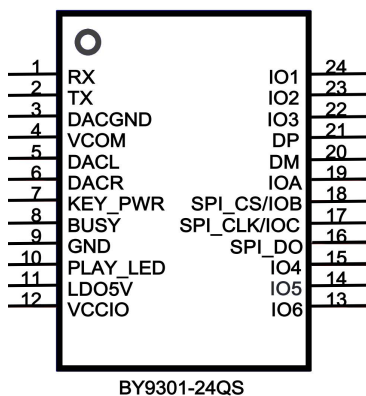 1 RX IO1 24
2 TX IO2 23
3 DACGND IO3 22
4 VCOM DP 21
5 DACL DM 20
6 DACR IOA 19
7 KEY_PWR SPI_CS/IOB 18
8 BUSY SPI_CLK/IOC 17
9 GND SPI_DO 16
10 PLAY_LED IO4 15
11 LDO5V IO5 14
12 VCCIO IO6 13
BY9301-24QS